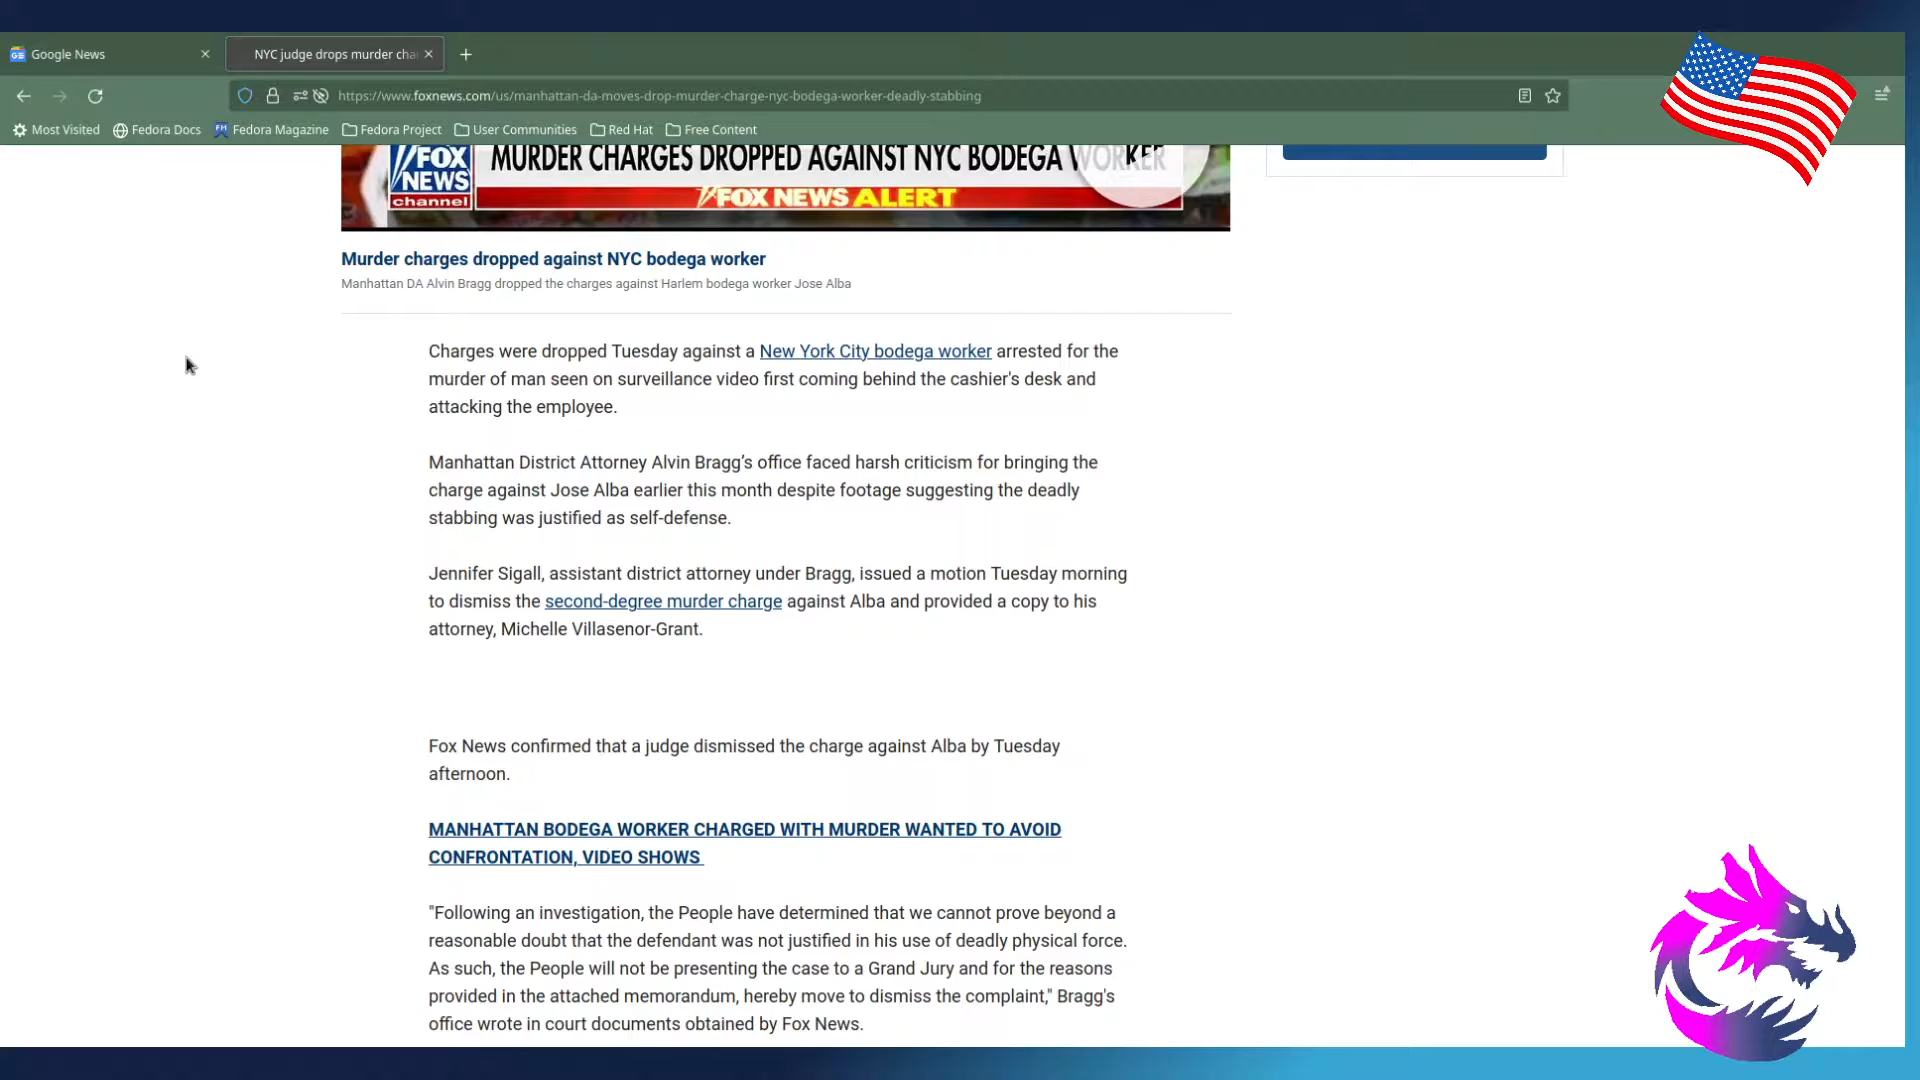 Google News
NYC judge drops murder cha
https://www.foxnews.com/us/manhattan-da-moves-drop-murder-charge-nyc-bodega-worker-deadly-stabbing
Most Visited Fedora Docs Fedora Magazine Fedora Project User Communities Red Hat Free Content
FOX NEWS channel
MURDER CHARGES DROPPED AGAINST NYC BODEGA WORKER
FOX NEWS ALERT
Murder charges dropped against NYC bodega worker
Manhattan DA Alvin Bragg dropped the charges against Harlem bodega worker Jose Alba
Charges were dropped Tuesday against a New York City bodega worker arrested for the
murder of man seen on surveillance video first coming behind the cashier's desk and
attacking the employee.
Manhattan District Attorney Alvin Bragg’s office faced harsh criticism for bringing the
charge against Jose Alba earlier this month despite footage suggesting the deadly
stabbing was justified as self-defense.
Jennifer Sigall, assistant district attorney under Bragg, issued a motion Tuesday morning
to dismiss the second-degree murder charge against Alba and provided a copy to his
attorney, Michelle Villasenor-Grant.
Fox News confirmed that a judge dismissed the charge against Alba by Tuesday
afternoon.
MANHATTAN BODEGA WORKER CHARGED WITH MURDER WANTED TO AVOID
CONFRONTATION, VIDEO SHOWS
"Following an investigation, the People have determined that we cannot prove beyond a
reasonable doubt that the defendant was not justified in his use of deadly physical force.
As such, the People will not be presenting the case to a Grand Jury and for the reasons
provided in the attached memorandum, hereby move to dismiss the complaint," Bragg's
office wrote in court documents obtained by Fox News.